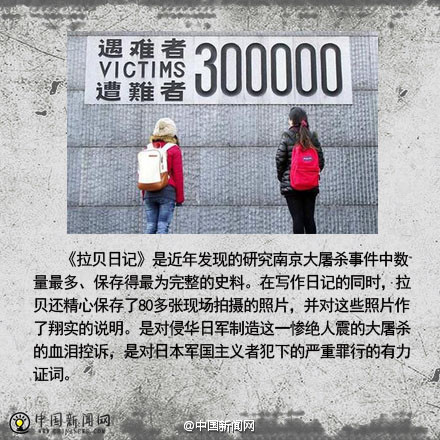 遇难者
VICTIMS
遭難者
300000
《拉贝日记》是近年发现的研究南京大屠杀事件中数
量最多、保存得最为完整的史料。在写作日记的同时，拉
贝还精心保存了80多张现场拍摄的照片，并对这些照片作
了翔实的说明。是对侵华日军制造这一惨绝人震的大屠杀
的血泪控诉，是对日本军国主义者犯下的严重罪行的有力
证词。
中国新闻网
@中国新闻网